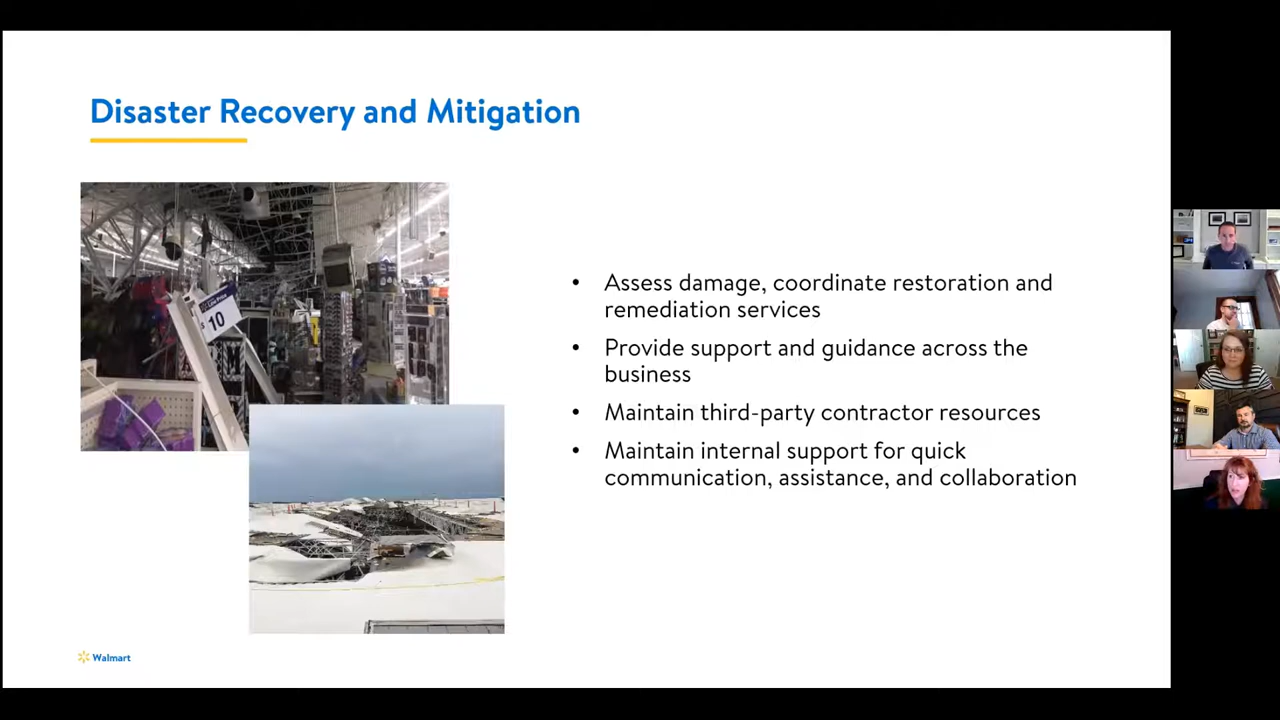 Disaster Recovery and Mitigation
10
• Assess damage, coordinate restoration and
remediation services
• Provide support and guidance across the
business
• Maintain third-party contractor resources
• Maintain internal support for quick
communication, assistance, and collaboration
Walmart